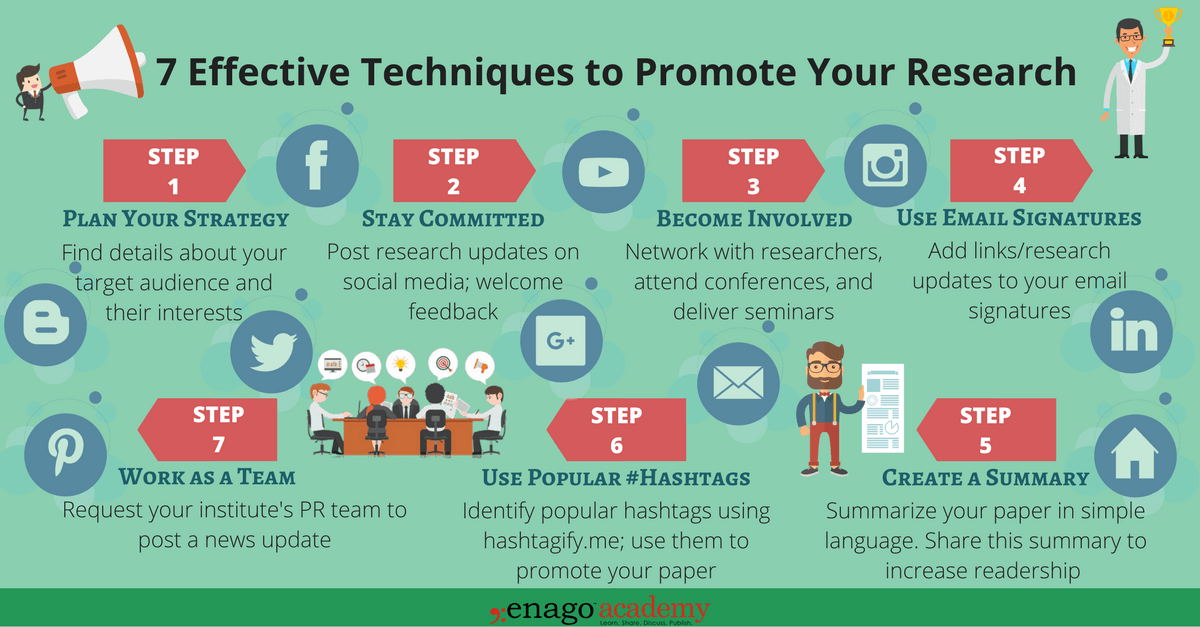 7 Effective Techniques to Promote Your Research
STEP
1
Plan Your Strategy
Find details about your
target audience and
their interests
STEP
2
Stay Committed
Post research updates on
social media; welcome
feedback
STEP
3
Become Involved
Network with researchers,
attend conferences, and
deliver seminars
STEP
4
Use Email Signatures
Add links/research
updates to your email
signatures
STEP
5
Create a Summary
Summarize your paper in simple
language. Share this summary to
increase readership
STEP
6
Use Popular #Hashtags
Identify popular hashtags using
hashtagify.me; use them to
promote your paper
STEP
7
Work as a Team
Request your institute's PR team to
post a news update
G+
in
enago academy
Learn. Share. Discuss. Publish.